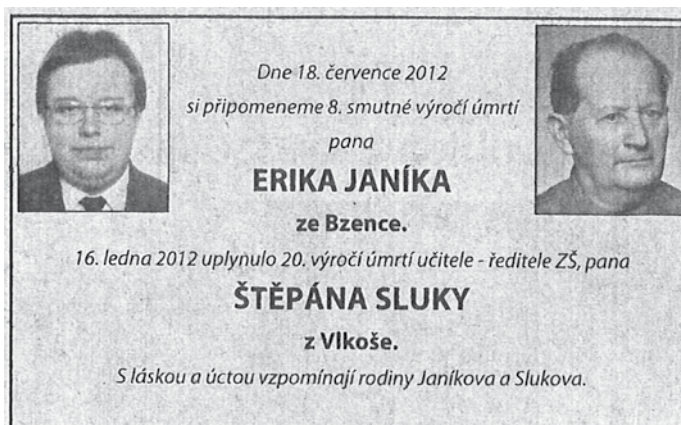 Dne 18. července 2012
si připomeneme 8. smutné výročí úmrtí
pana
ERIKA JANÍKA
ze Bzence.
16. ledna 2012 uplynulo 20. výročí úmrtí učitele - ředitele ZŠ, pana
ŠTĚPÁNA SLUKY
z Vlkoše.
S láskou a úctou vzpomínají rodiny Janíkova a Slukova.